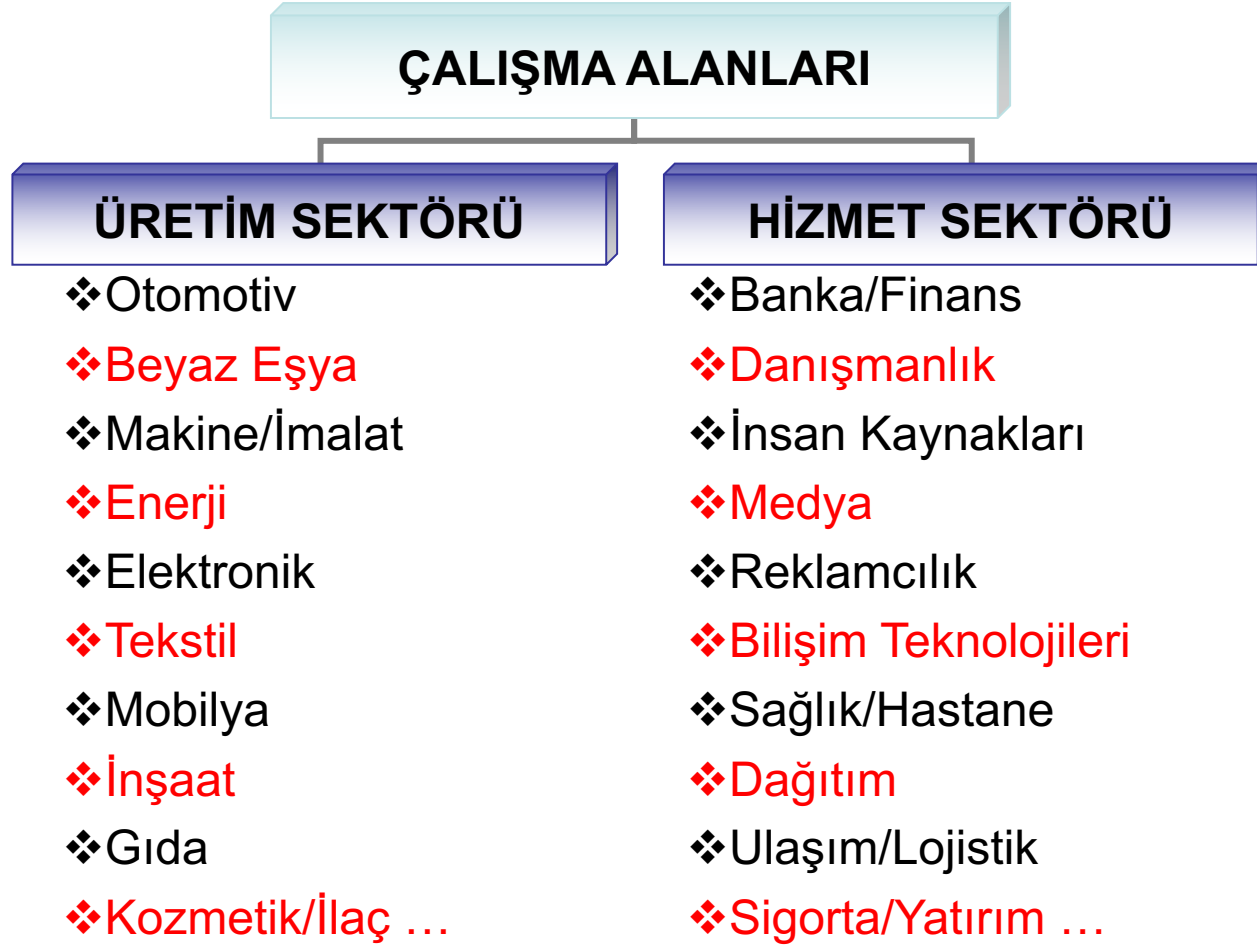 ÇALIŞMA ALANLARI
ÜRETİM SEKTÖRÜ
❖Otomotiv
❖Beyaz Eşya
❖Makine/İmalat
❖Enerji
❖Elektronik
❖Tekstil
❖Mobilya
❖İnşaat
❖Gıda
❖Kozmetik/İlaç …
HİZMET SEKTÖRÜ
❖Banka/Finans
❖Danışmanlık
❖İnsan Kaynakları
❖Medya
❖Reklamcılık
❖Bilişim Teknolojileri
❖Sağlık/Hastane
❖Dağıtım
❖Ulaşım/Lojistik
❖Sigorta/Yatırım …